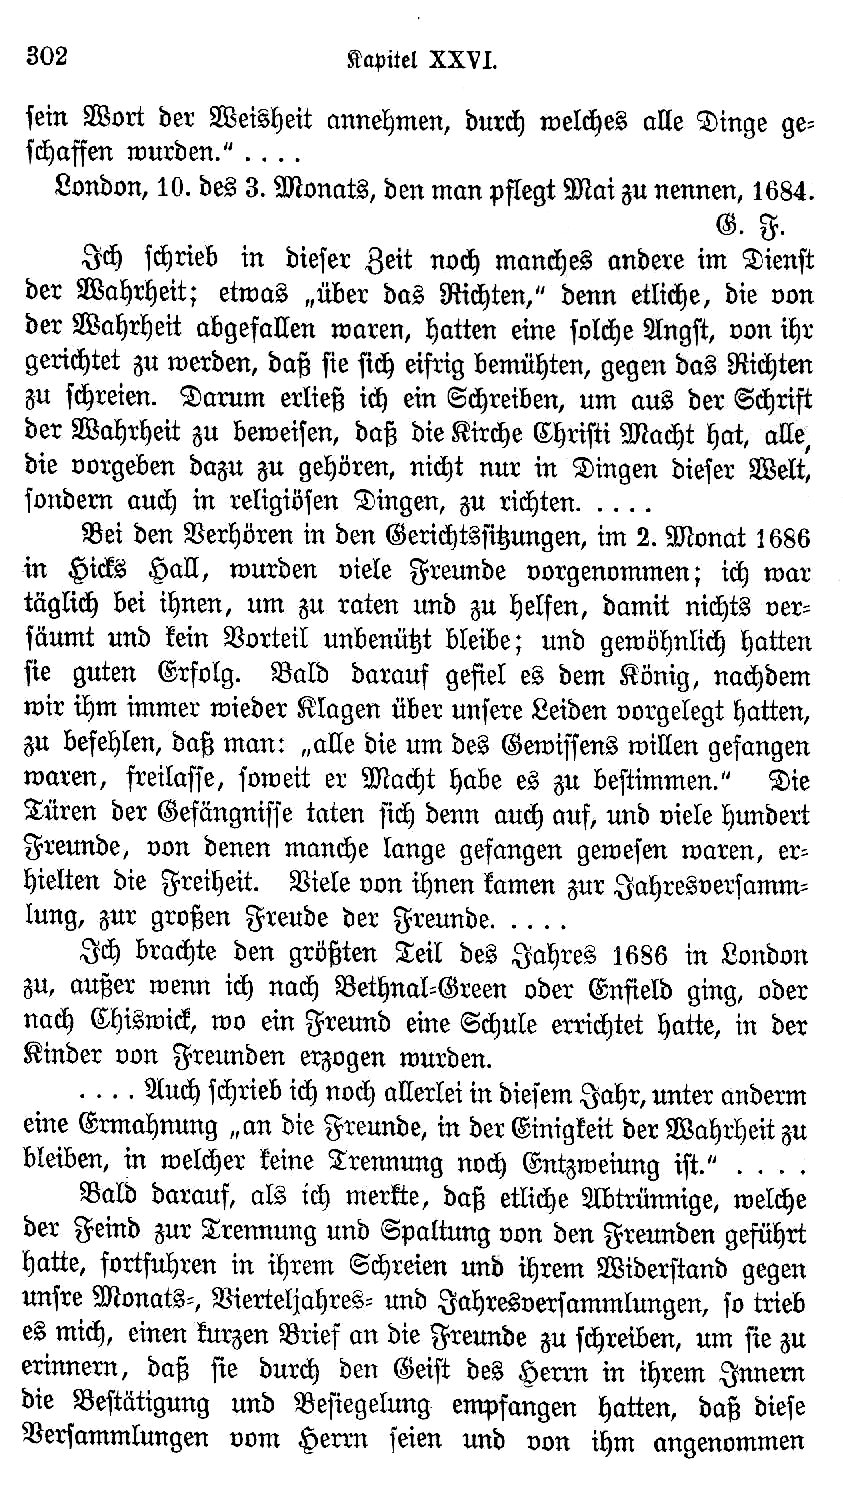 302 Kapitel XXVI.
sein Wort der Weisheit annehmen, durch welches alle Dinge ge-
schaffen wurden.“ . . . .
London, 10. des 3. Monats, den man pflegt Mai zu nennen, 1684.
G. F.
Ich schrieb in dieser Zeit noch manches andere im Dienst
der Wahrheit; etwas „über das Richten,“ denn etliche, die von
der Wahrheit abgefallen waren, hatten eine solche Angst, von ihr
gerichtet zu werden, daß sie sich eifrig bemühten, gegen das Richten
zu schreien. Darum erließ ich ein Schreiben, um aus der Schrift
der Wahrheit zu beweisen, daß die Kirche Christi Macht hat, alle,
die vorgeben dazu zu gehören, nicht nur in Dingen dieser Welt,
sondern auch in religiösen Dingen, zu richten. . . . .
Bei den Verhören in den Gerichtssitzungen, im 2. Monat 1686
in Hicks Hall, wurden viele Freunde vorgenommen; ich war
täglich bei ihnen, um zu raten und zu helfen, damit nichts ver-
säumt und kein Vorteil unbenützt bleibe; und gewöhnlich hatten
sie guten Erfolg. Bald darauf gefiel es dem König, nachdem
wir ihm immer wieder Klagen über unsere Leiden vorgelegt hatten,
zu befehlen, daß man: „alle die um des Gewissens willen gefangen
waren, freilasse, soweit er Macht habe es zu bestimmen.“ Die
Türen der Gefängnisse taten sich denn auch auf, und viele hundert
Freunde, von denen manche lange gefangen gewesen waren, er-
hielten die Freiheit. Viele von ihnen kamen zur Jahresversamm-
lung, zur großen Freude der Freunde. . . . .
Ich brachte den größten Teil des Jahres 1686 in London
zu, außer wenn ich nach Bethnal-Green oder Enfield ging, oder
nach Chiswick, wo ein Freund eine Schule errichtet hatte, in der
Kinder von Freunden erzogen wurden.
. . . . Auch schrieb ich noch allerlei in diesem Jahr, unter anderm
eine Ermahnung „an die Freunde, in der Einigkeit der Wahrheit zu
bleiben, in welcher keine Trennung noch Entzweiung ist.“ . . . .
Bald darauf, als ich merkte, daß etliche Abtrünnige, welche
der Feind zur Trennung und Spaltung von den Freunden geführt
hatte, fortfuhren in ihrem Schreien und ihrem Widerstand gegen
unsre Monats-, Vierteljahres- und Jahresversammlungen, so trieb
es mich, einen kurzen Brief an die Freunde zu schreiben, um sie zu
erinnern, daß sie durch den Geist des Herrn in ihrem Innern
die Bestätigung und Besiegelung empfangen hatten, daß diese
Versammlungen vom Herrn seien und von ihm angenommen